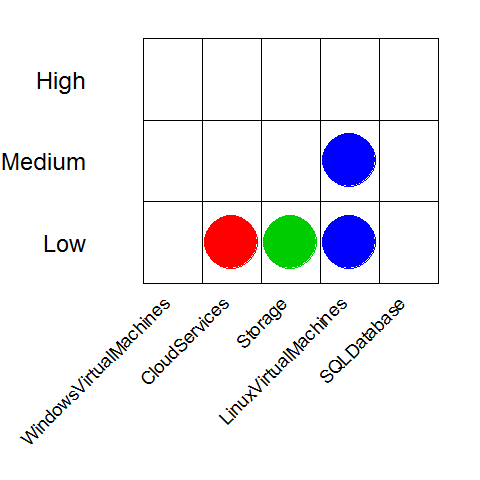 High
Medium
Low
WindowsVirtualMachines
CloudServices
Storage
LinuxVirtualMachines
SQLDatabase